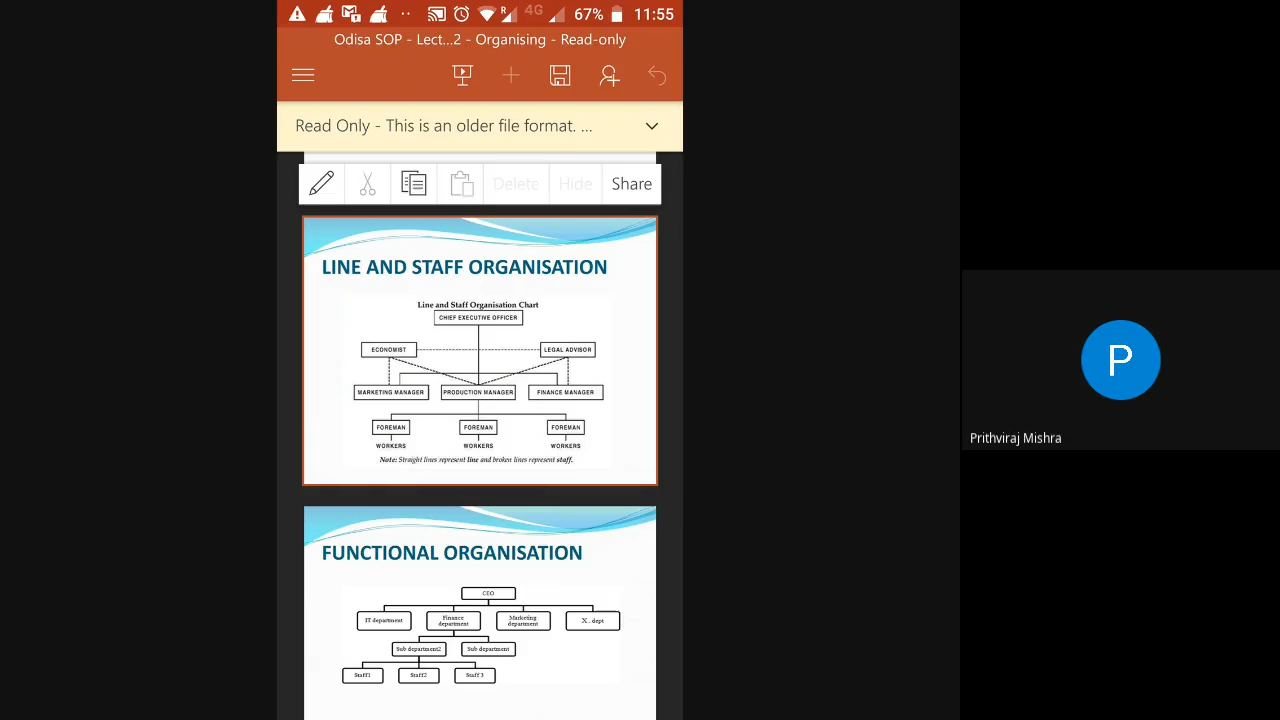 R 4G 67% 11:55
Odisa SOP - Lect...2 - Organising - Read-only
Read Only - This is an older file format. ...
Delete Hide Share
LINE AND STAFF ORGANISATION
Line and Staff Organisation Chart
CHIEF EXECUTIVE OFFICER
ECONOMIST LEGAL ADVISOR
MARKETING MANAGER PRODUCTION MANAGER FINANCE MANAGER
FOREMAN FOREMAN FOREMAN
WORKERS WORKERS WORKERS
Note: Straight lines represent line and broken lines represent staff.
P
Prithviraj Mishra
FUNCTIONAL ORGANISATION
CEO
IT department Finance department Marketing department X . dept
Sub department2 Sub department
Staff1 Staff2 Staff 3